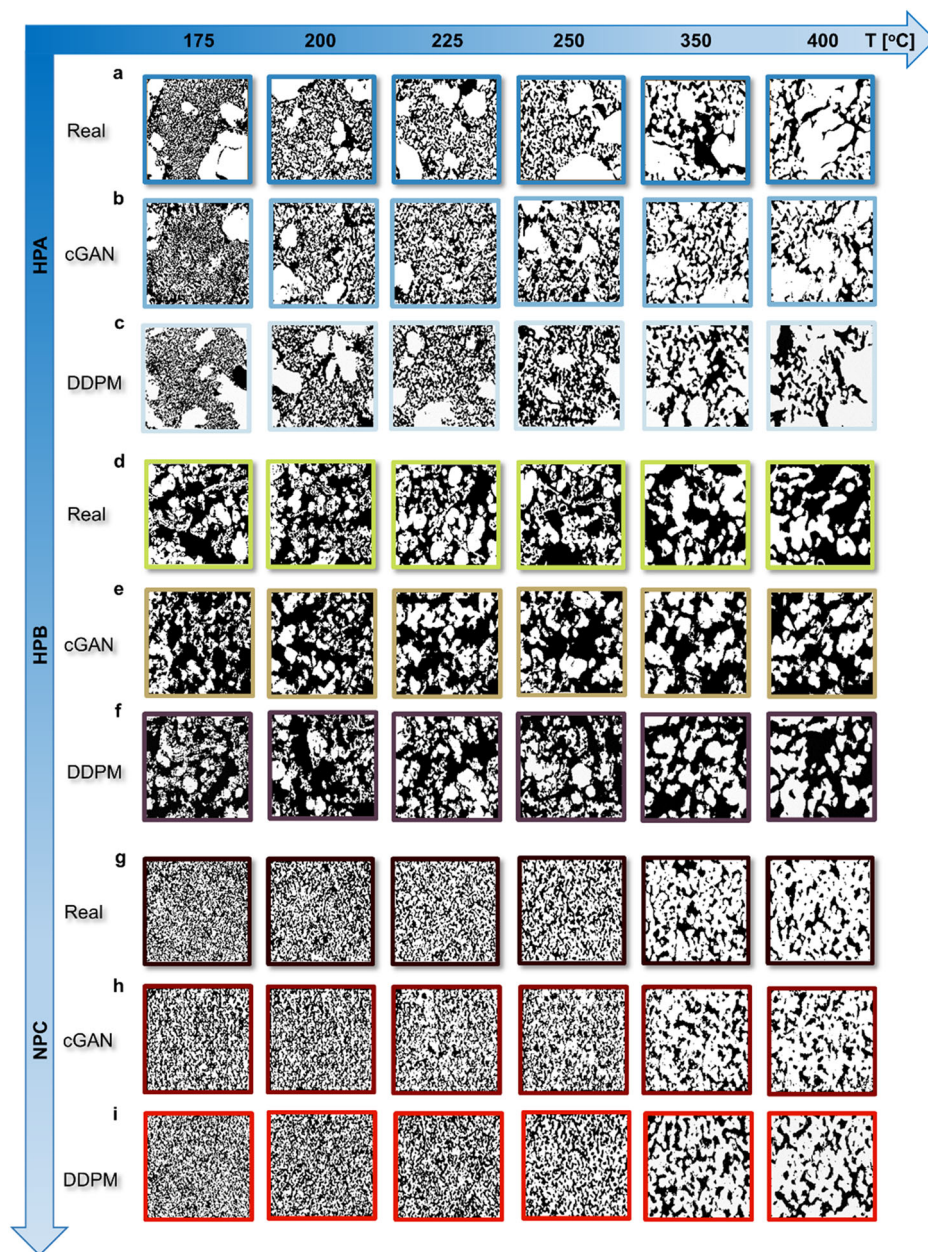 175 200 225 250 350 400 T [°C]
a
Real
b
cGAN
HPA
c
DDPM
d
Real
e
cGAN
HPB
f
DDPM
g
Real
h
cGAN
NPC
i
DDPM